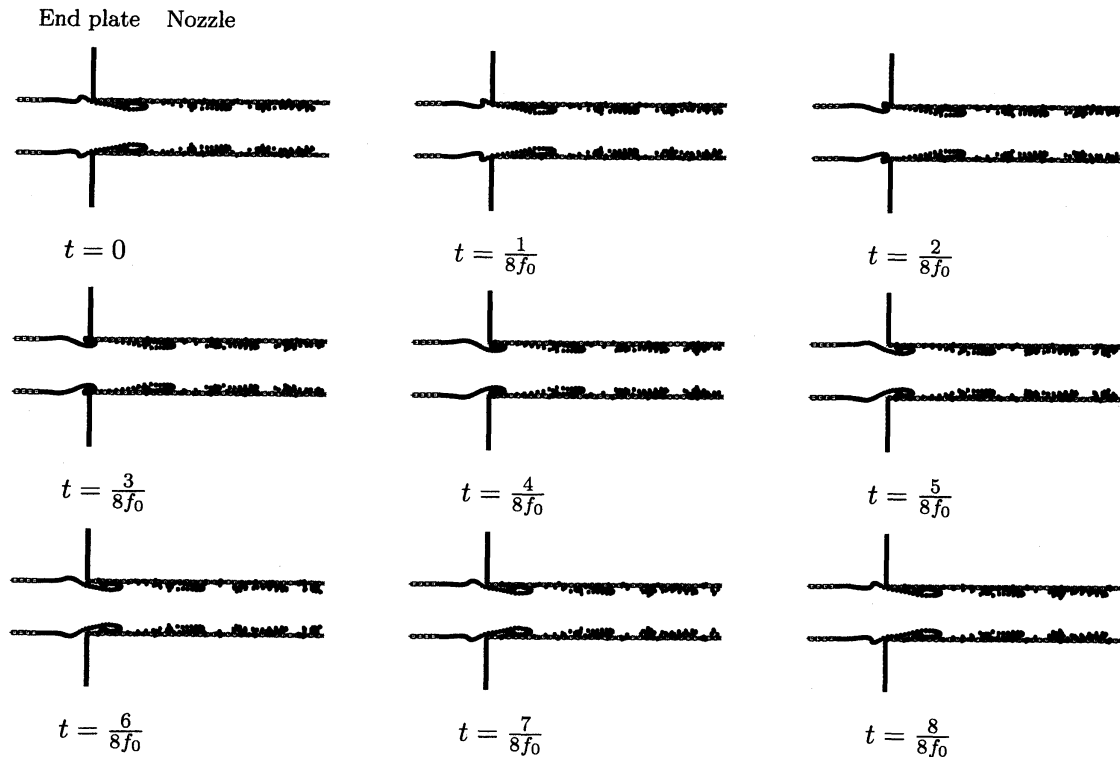 End plate Nozzle
t = 0
t = 1/8f₀
t = 2/8f₀
t = 3/8f₀
t = 4/8f₀
t = 5/8f₀
t = 6/8f₀
t = 7/8f₀
t = 8/8f₀